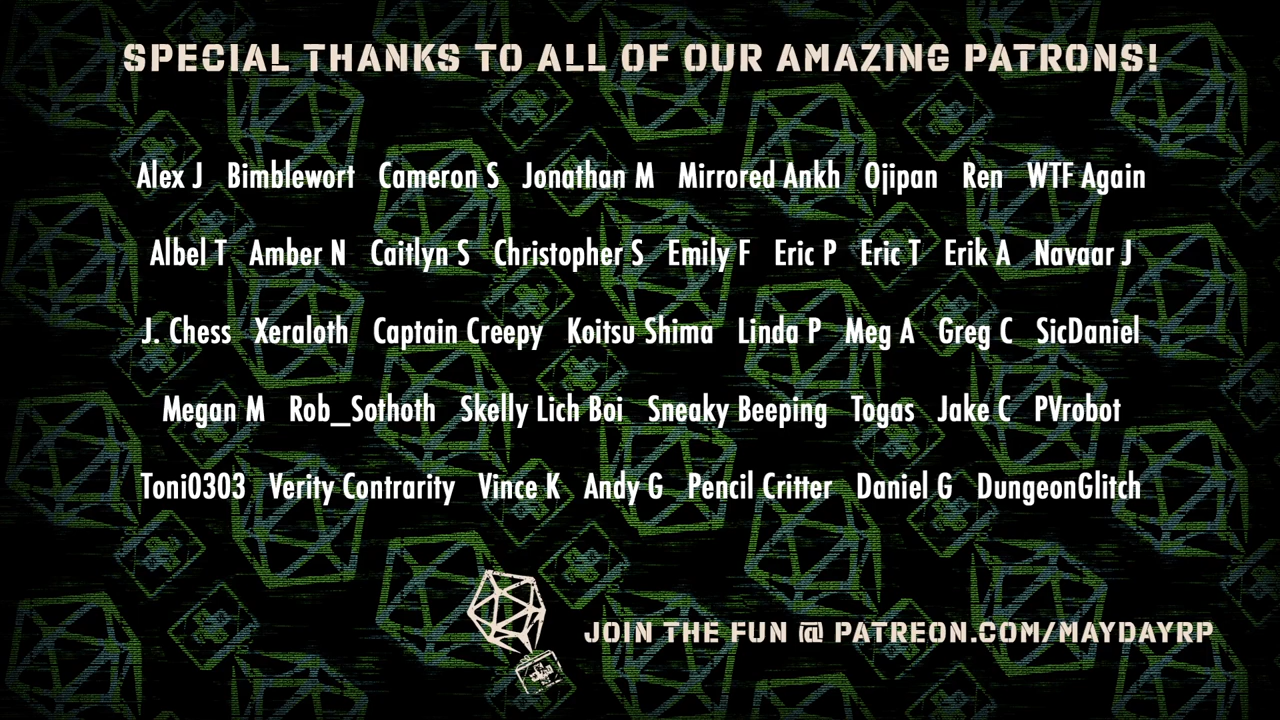 SPECIAL THANKS TO ALL OF OUR AMAZING PATRONS!
Alex J Bimblewort Cameron S Jonathan M Mirrored Ankh Ojipan Ren WTF Again
Albel T Amber N Caitlyn S Christopher S Emily F Eric P Eric T Erik A Navaar J
J. Chess Xeraloth Captain Creepy Koitsu Shima Linda P Meg A Greg C SicDaniel
Megan M Rob_Sothoth Skelly Lich Boi Sneaky Beeping Togas Jake C PVrobot
Toni0303 Verity Contrarity Vince K Andy G Pencil Critter Daniel G DungeonGlitch
JOIN THE FUN @ PATREON.COM/MAYDAYRP